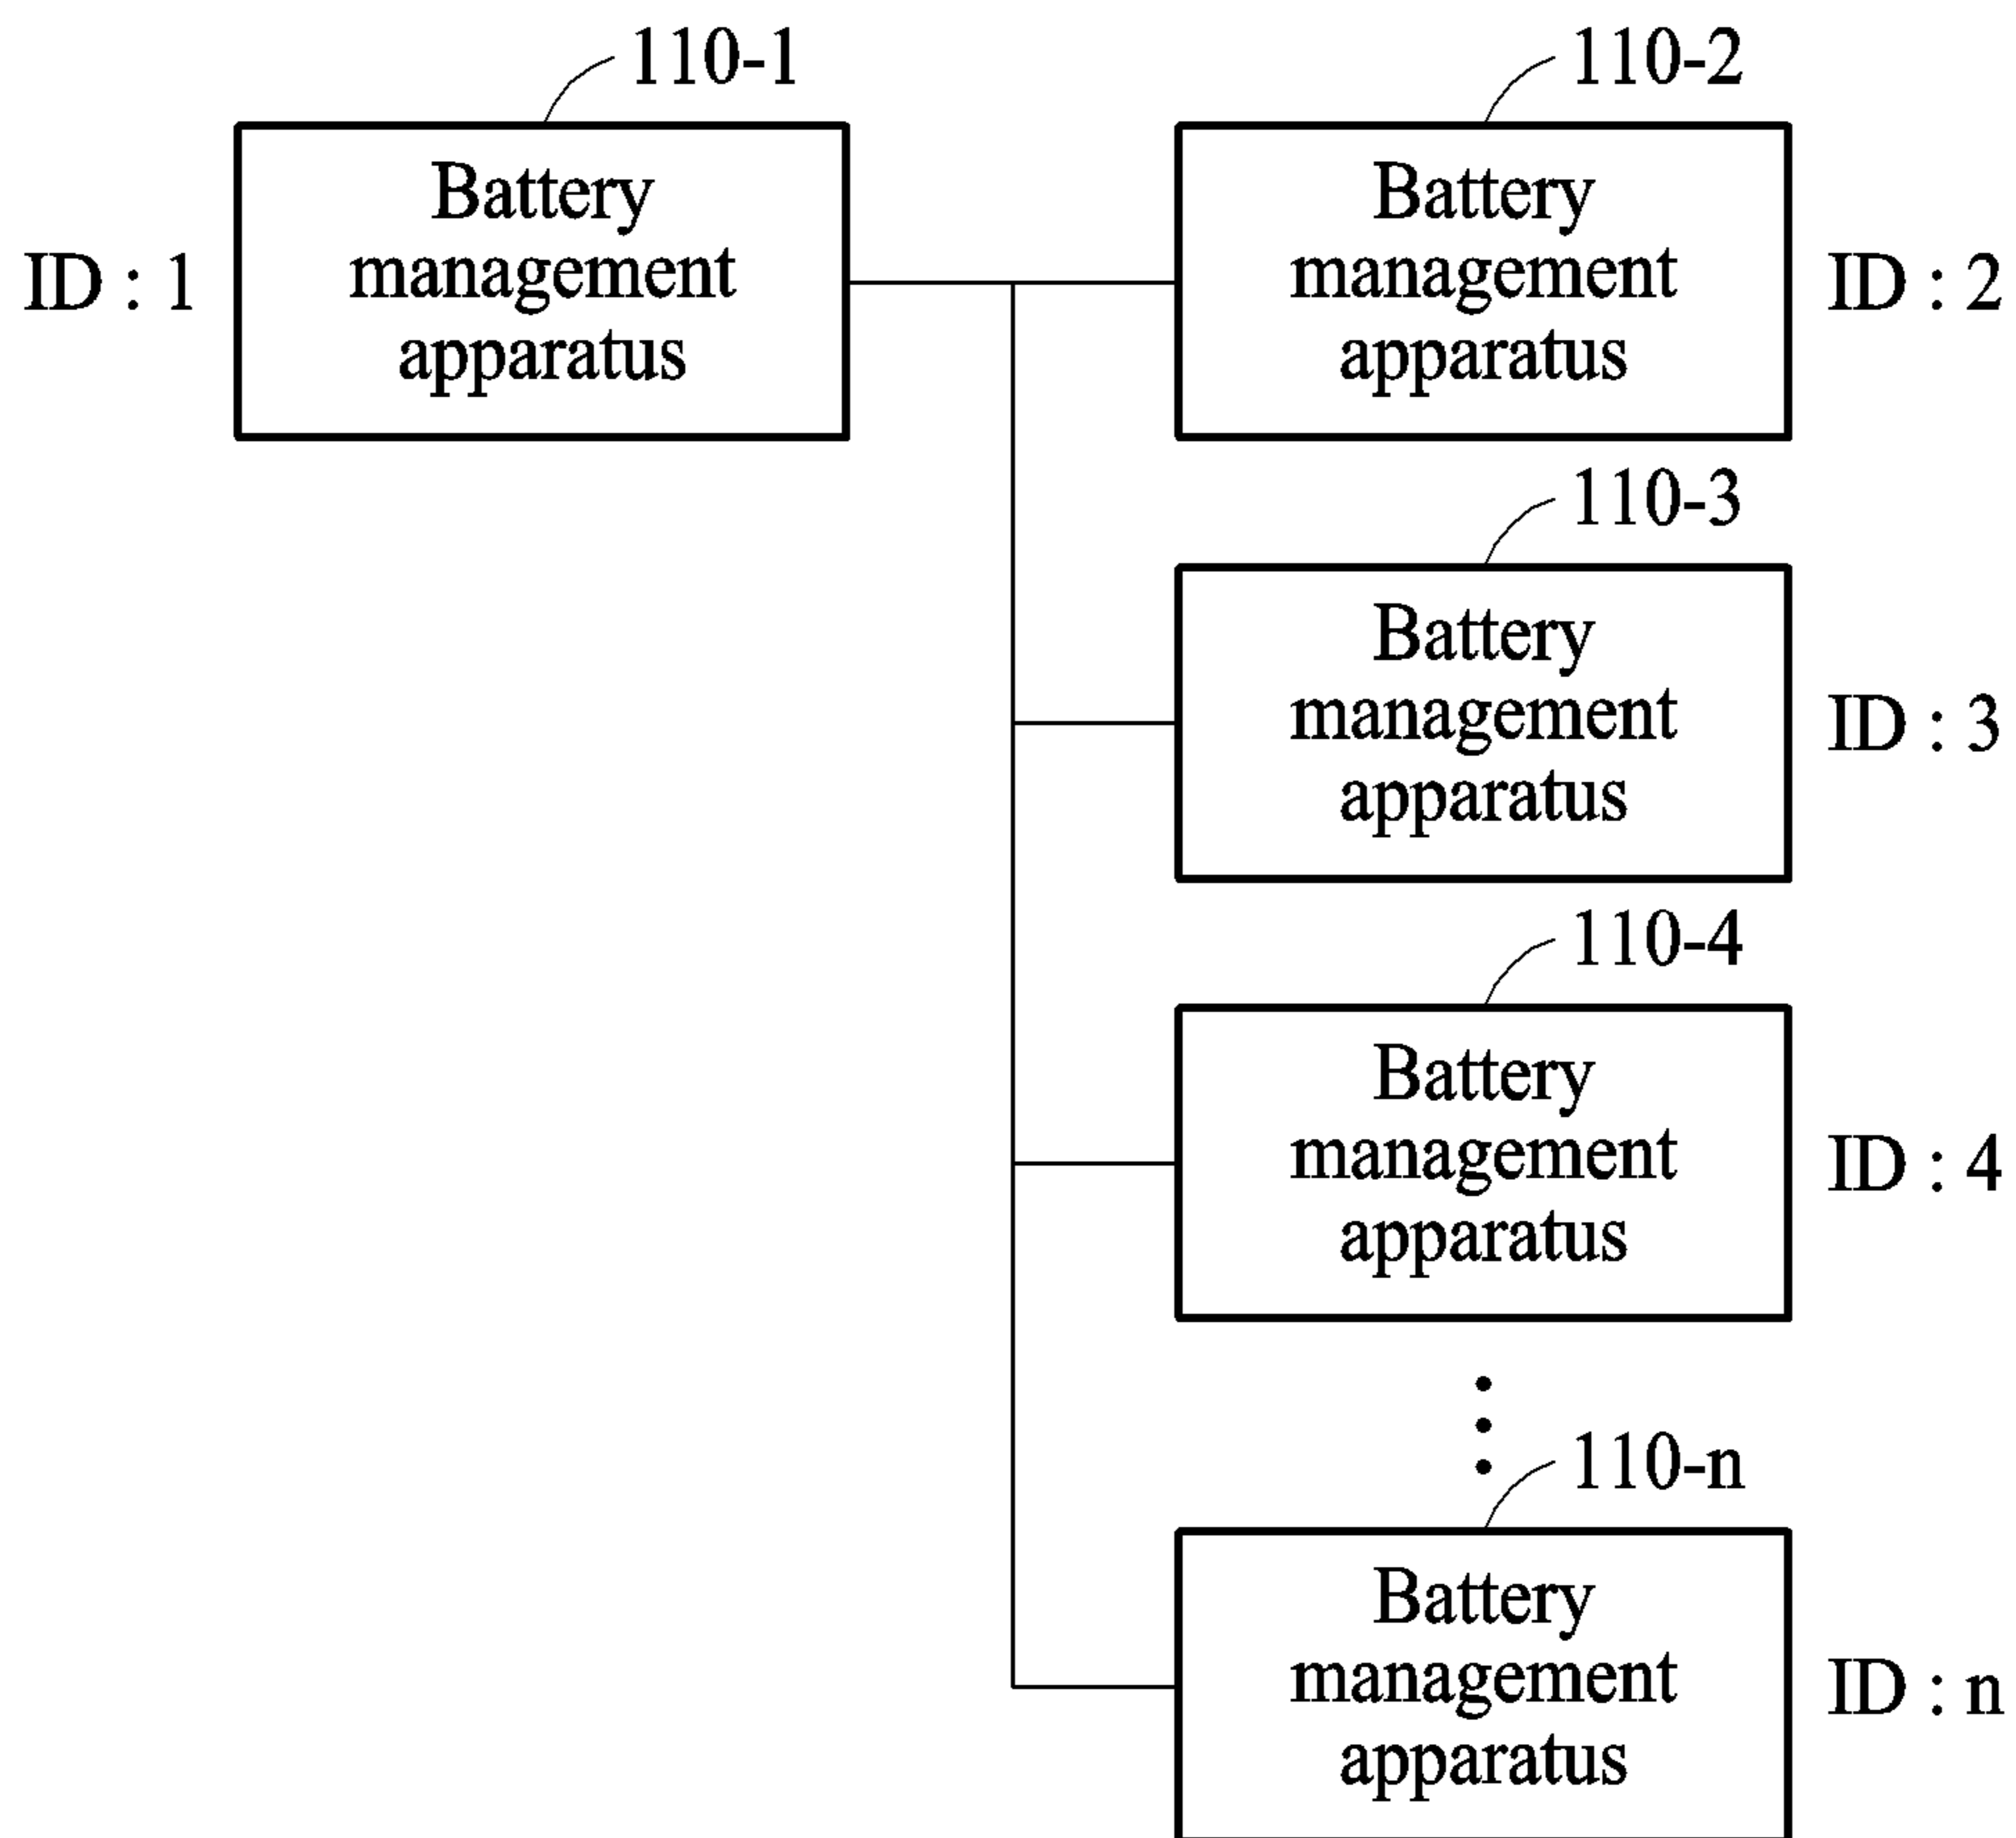 110-1
Battery
management
apparatus
ID : 1
110-2
Battery
management
apparatus
ID : 2
110-3
Battery
management
apparatus
ID : 3
110-4
Battery
management
apparatus
ID : 4
110-n
Battery
management
apparatus
ID : n